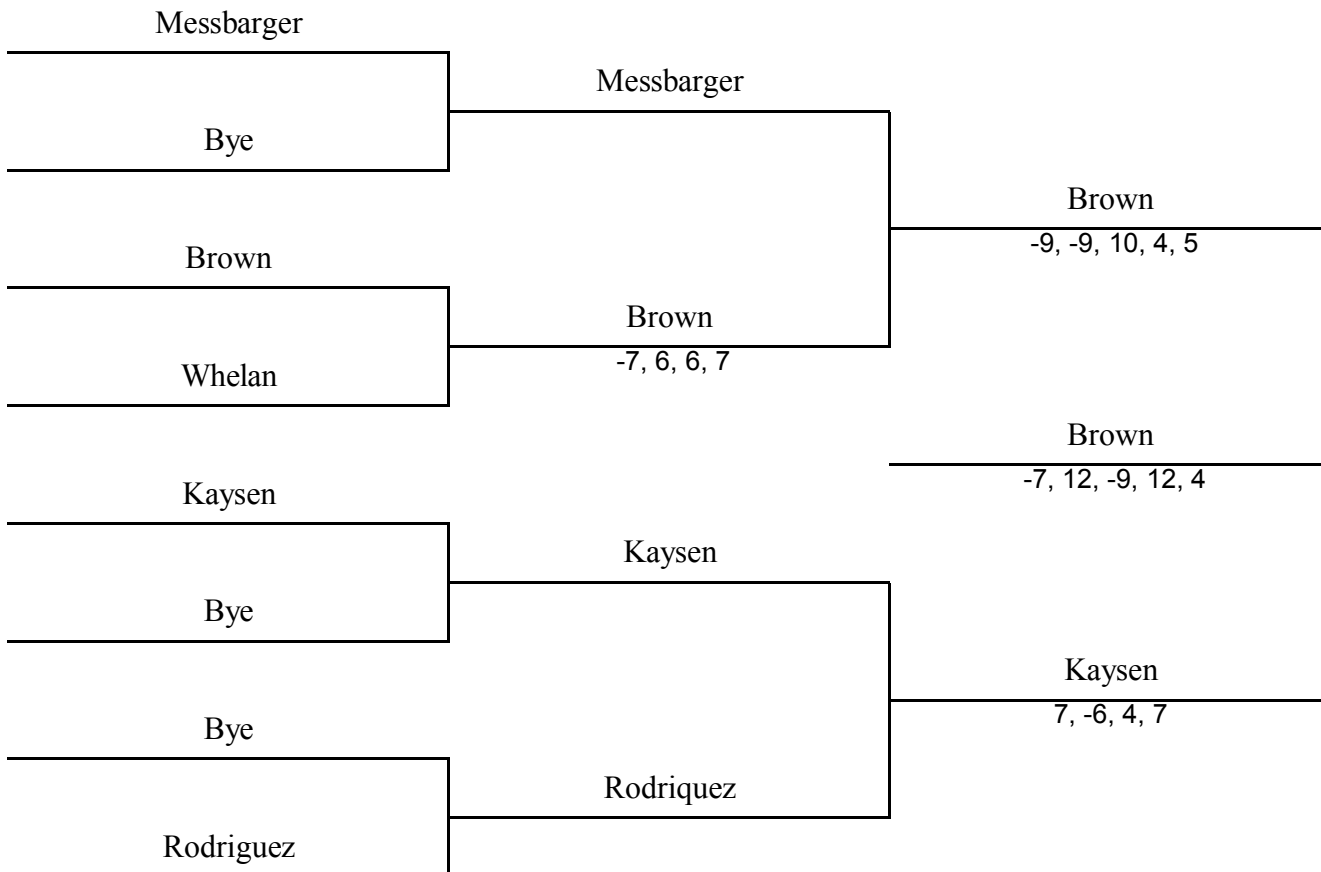 Messbarger
Messbarger
Bye
Brown
-9, -9, 10, 4, 5
Brown
Brown
-7, 6, 6, 7
Whelan
Brown
-7, 12, -9, 12, 4
Kaysen
Kaysen
Bye
Kaysen
7, -6, 4, 7
Bye
Rodriquez
Rodriguez